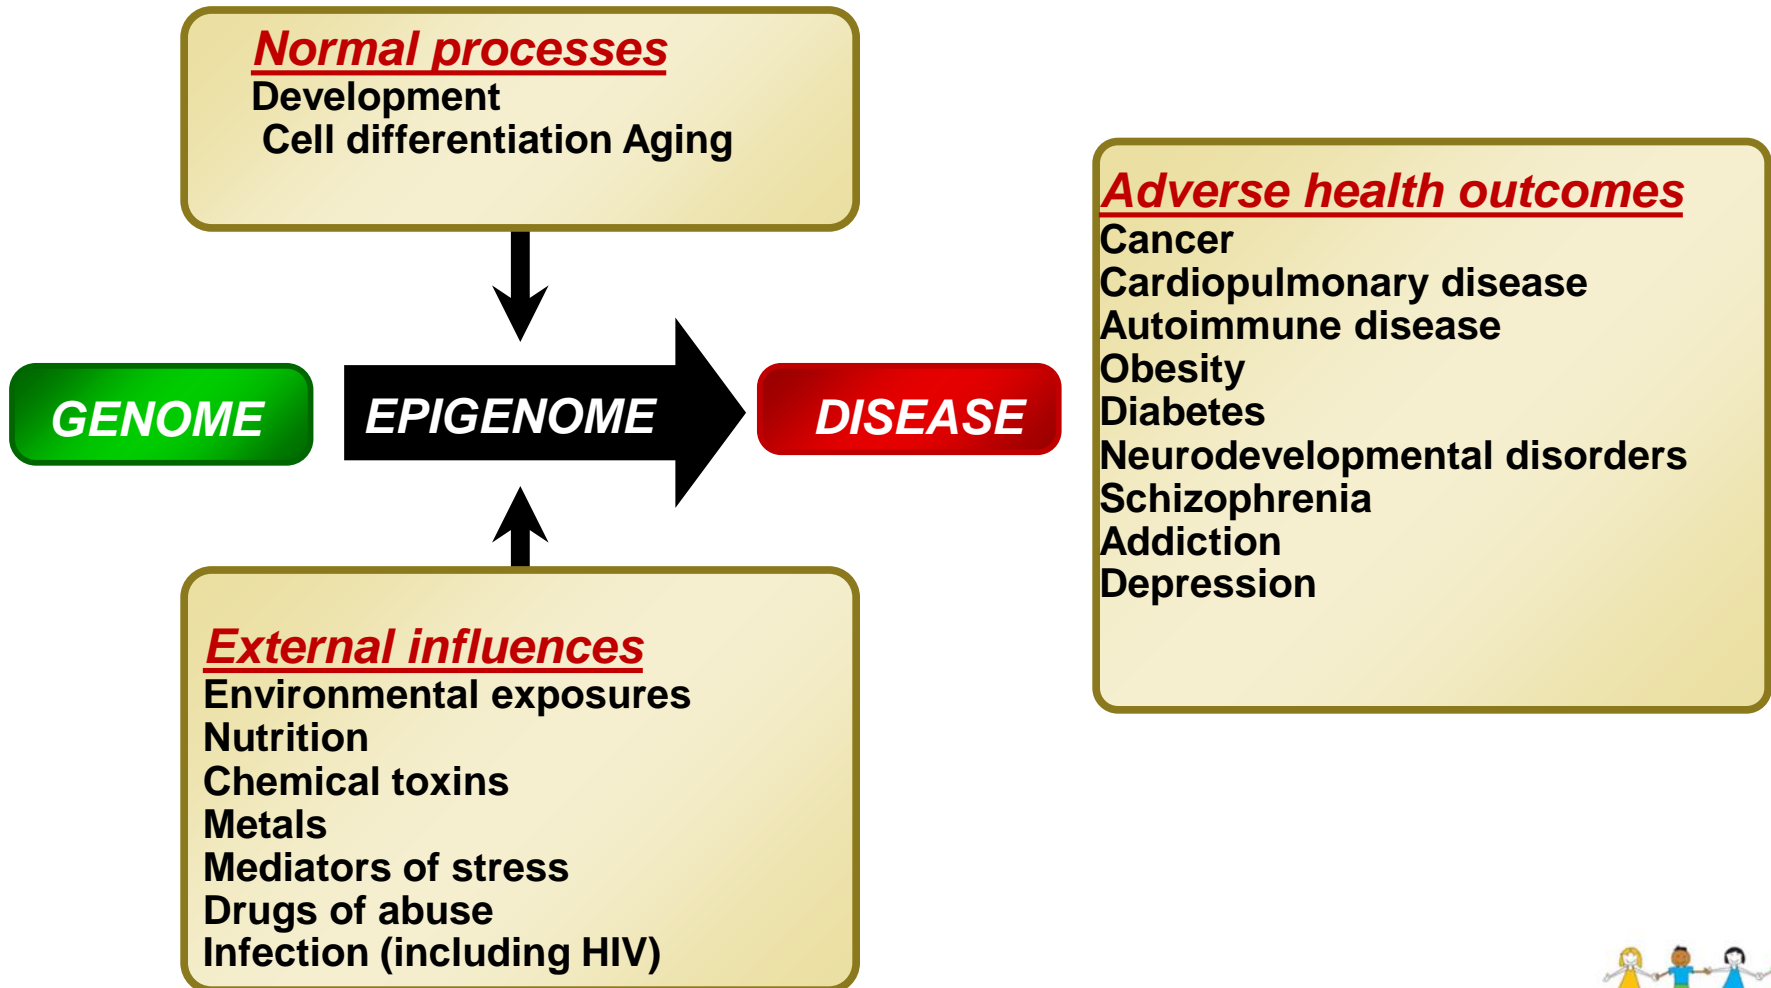 Normal processes
Development
Cell differentiation Aging
GENOME
EPIGENOME
DISEASE
External influences
Environmental exposures
Nutrition
Chemical toxins
Metals
Mediators of stress
Drugs of abuse
Infection (including HIV)
Adverse health outcomes
Cancer
Cardiopulmonary disease
Autoimmune disease
Obesity
Diabetes
Neurodevelopmental disorders
Schizophrenia
Addiction
Depression